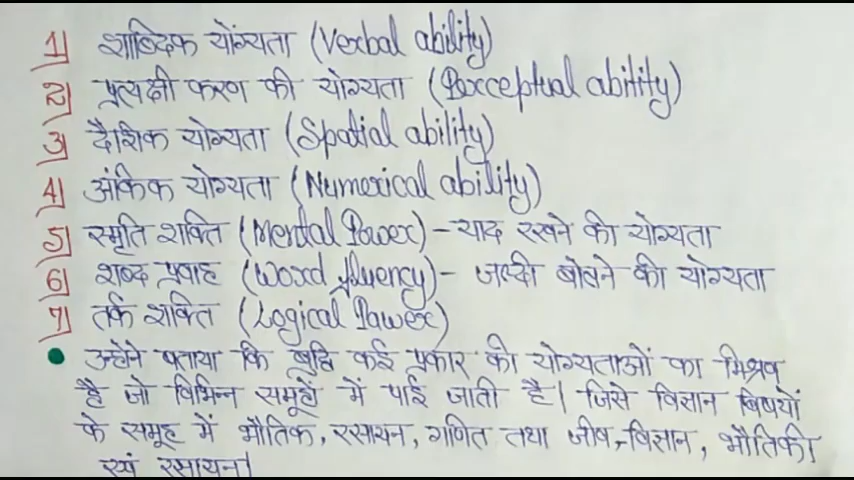 1] शाब्दिक योग्यता (Verbal ability)
2] प्रत्यक्षी करण की योग्यता (Perceptual ability)
3] दैशिक योग्यता (Spatial ability)
4] आंकिक योग्यता (Numerical ability)
5] स्मृति शक्ति (Mental Power) - याद रखने की योग्यता
6] शब्द प्रवाह (Word fluency) - जल्दी बोलने की योग्यता
7] तर्क शक्ति (Logical Power)
● उन्होंने बताया कि बुद्धि कई प्रकार की योग्यताओं का मिश्रण
है जो विभिन्न समूहों में पाई जाती है। जिसे विज्ञान विषयों
के समूह में भौतिक, रसायन, गणित तथा जीव-विज्ञान, भौतिकी
एवं रसायन।